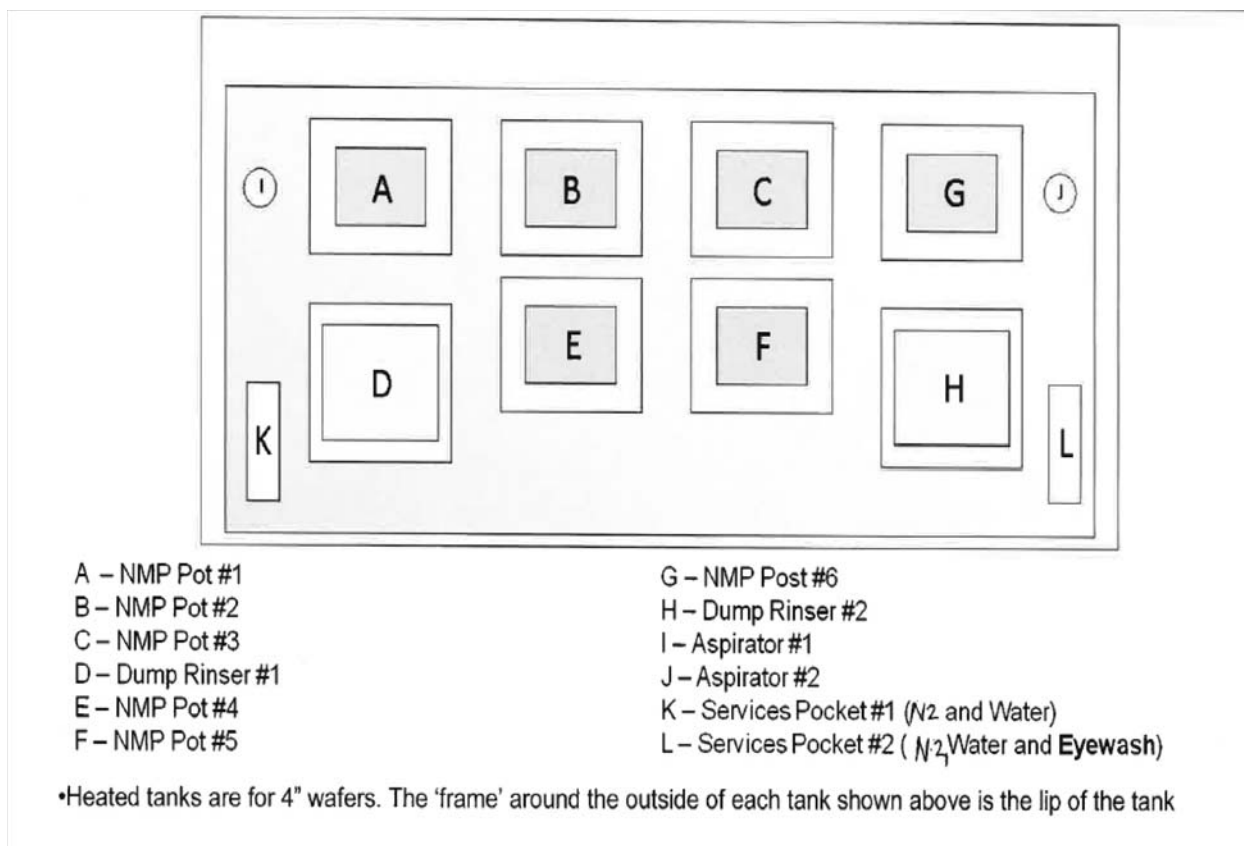 I
A
B
C
G
J
E
F
D
H
K
L
A – NMP Pot #1
B – NMP Pot #2
C – NMP Pot #3
D – Dump Rinser #1
E – NMP Pot #4
F – NMP Pot #5
G – NMP Post #6
H – Dump Rinser #2
I – Aspirator #1
J – Aspirator #2
K – Services Pocket #1 (N2 and Water)
L – Services Pocket #2 ( N2, Water and Eyewash)
•Heated tanks are for 4" wafers. The 'frame' around the outside of each tank shown above is the lip of the tank